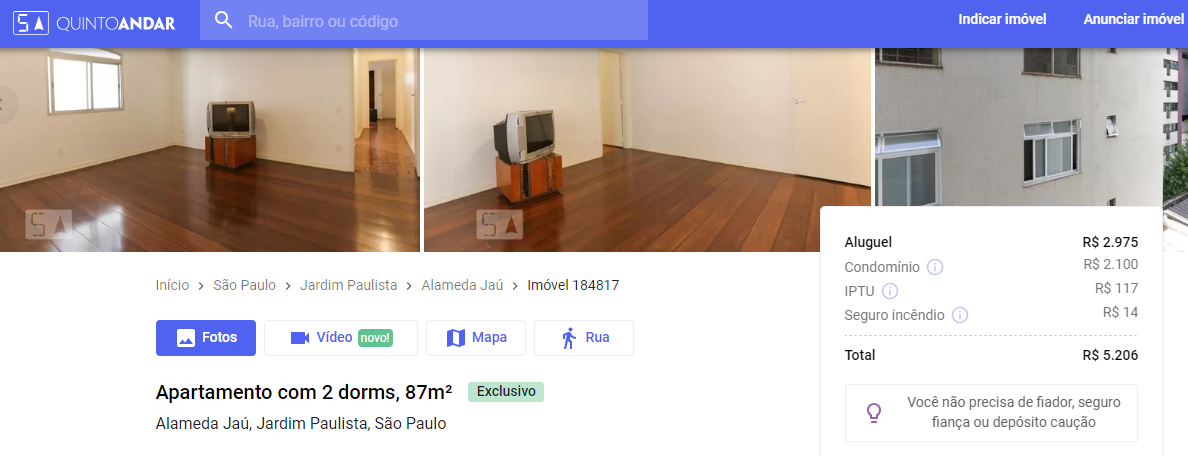 QUINTOANDAR
Rua, bairro ou código
Indicar imóvel
Anunciar imóvel
Início > São Paulo > Jardim Paulista > Alameda Jaú > Imóvel 184817
Fotos
Vídeo novo!
Mapa
Rua
Apartamento com 2 dorms, 87m² Exclusivo
Alameda Jaú, Jardim Paulista, São Paulo
Aluguel R$ 2.975
Condomínio R$ 2.100
IPTU R$ 117
Seguro incêndio R$ 14
Total R$ 5.206
Você não precisa de fiador, seguro
fiança ou depósito caução